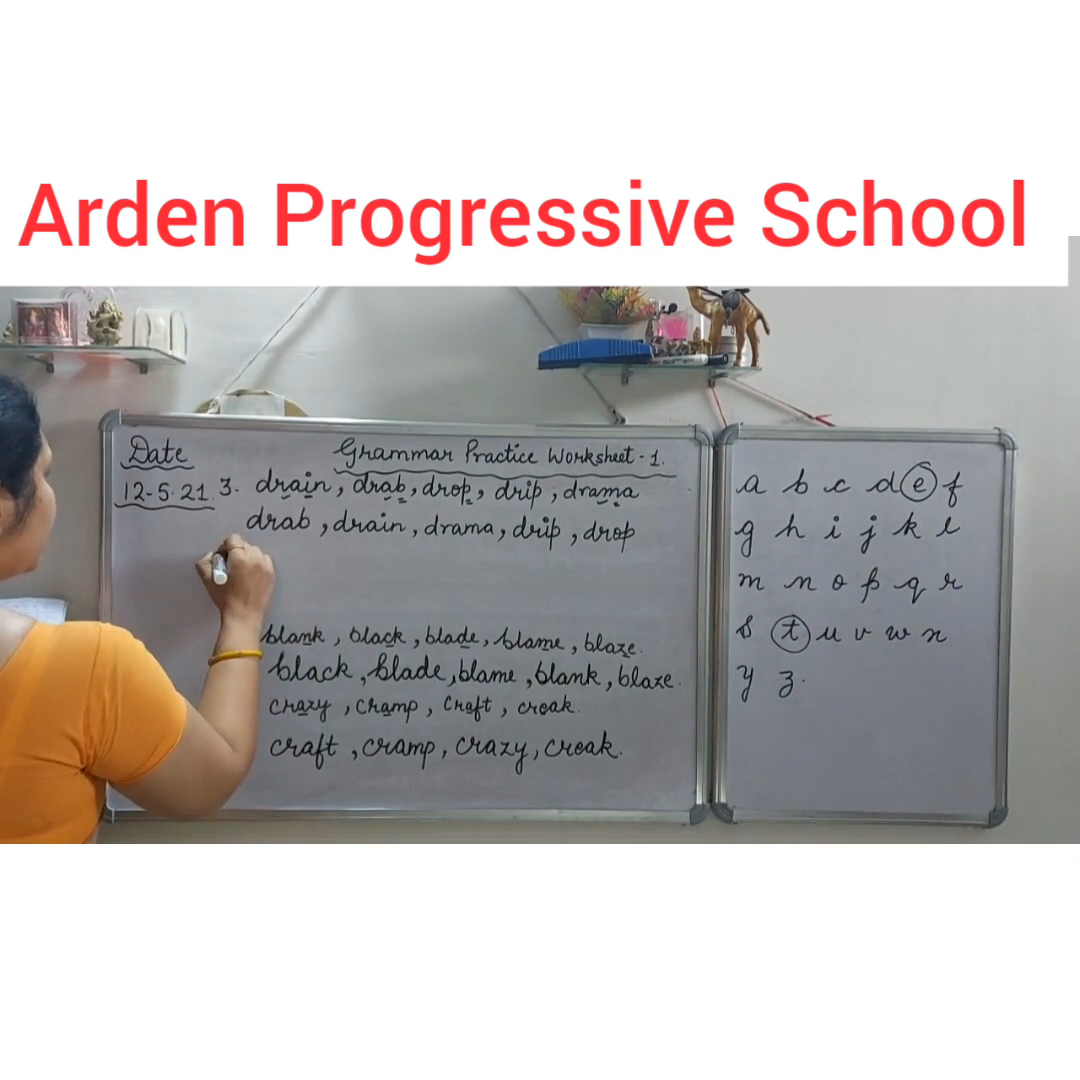 Arden Progressive School
Date Grammar Practice Worksheet - 1.
12-5-21. 3. drain, drab, drop, drip, drama
drab, drain, drama, drip, drop
blank, black, blade, blame, blaze.
black, blade, blame, blank, blaze.
crazy, cramp, craft, croak.
craft, cramp, crazy, croak.
a b c d e f
g h i j k l
m n o p q r
s t u v w x
y z.